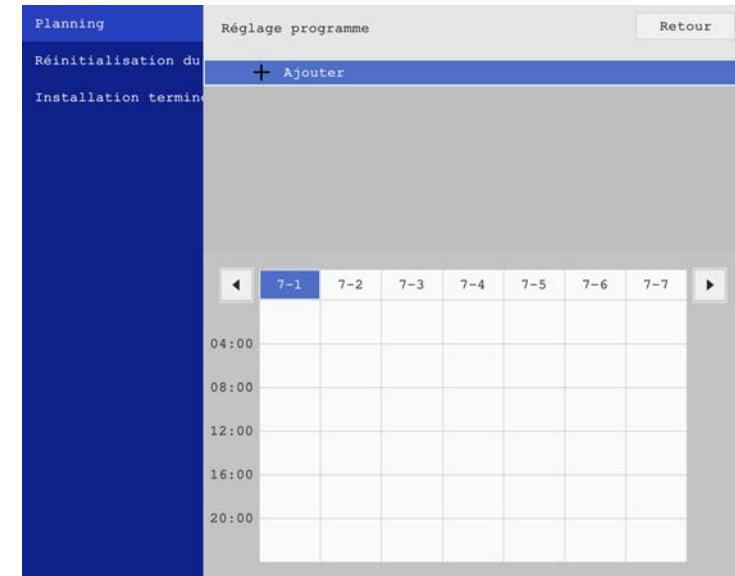 Planning
Réglage programme
Retour
Réinitialisation du
+ Ajouter
Installation termin
7-1 7-2 7-3 7-4 7-5 7-6 7-7
04:00
08:00
12:00
16:00
20:00